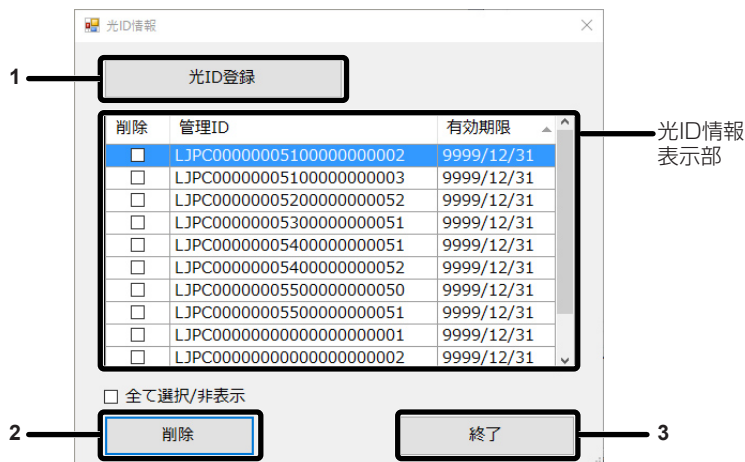 光ID情報
1
光ID登録
削除 管理ID 有効期限
LJPC00000005100000000002 9999/12/31
LJPC00000005100000000003 9999/12/31
LJPC00000005200000000052 9999/12/31
LJPC00000005300000000051 9999/12/31
LJPC00000005400000000051 9999/12/31
LJPC00000005400000000052 9999/12/31
LJPC00000005500000000050 9999/12/31
LJPC00000005500000000051 9999/12/31
LJPC00000000000000000001 9999/12/31
LJPC00000000000000000002 9999/12/31
光ID情報
表示部
全て選択/非表示
2
削除
終了
3